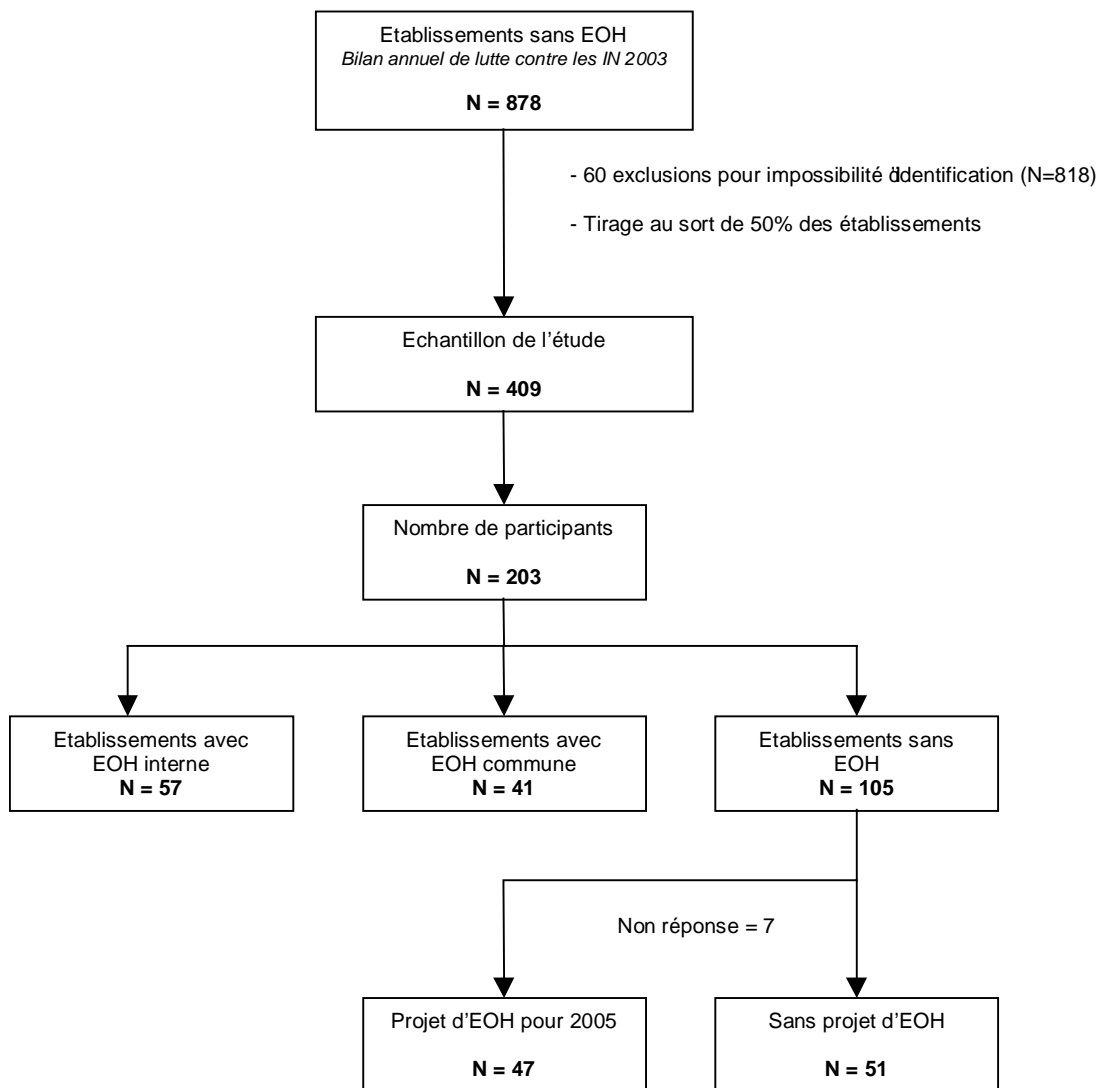 Etablissements sans EOH
Bilan annuel de lutte contre les IN 2003
N = 878
- 60 exclusions pour impossibilité d'identification (N=818)
- Tirage au sort de 50% des établissements
Echantillon de l'étude
N = 409
Nombre de participants
N = 203
Etablissements avec
EOH interne
N = 57
Etablissements avec
EOH commune
N = 41
Etablissements sans
EOH
N = 105
Non réponse = 7
Projet d'EOH pour 2005
N = 47
Sans projet d'EOH
N = 51